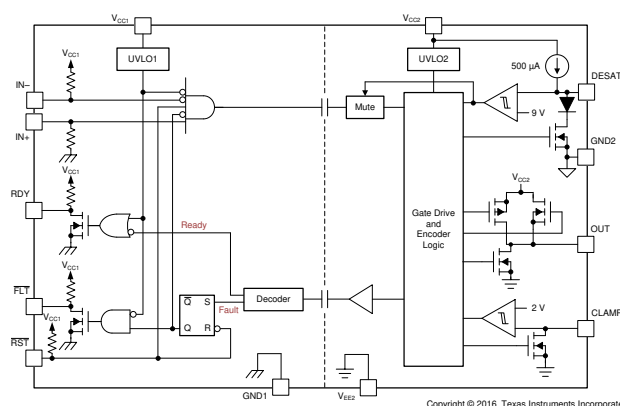 VCC1
VCC2
VCC1
UVLO1
UVLO2
500 µA
DESAT
IN–
Mute
9 V
IN+
GND2
VCC1
RDY
Ready
VCC2
Gate Drive
and
Encoder
Logic
OUT
VCC1
FLT
Q S
Fault
Decoder
2 V
VCC1
Q R
CLAMP
RST
GND1
VEE2
Copyright © 2016, Texas Instruments Incorporate